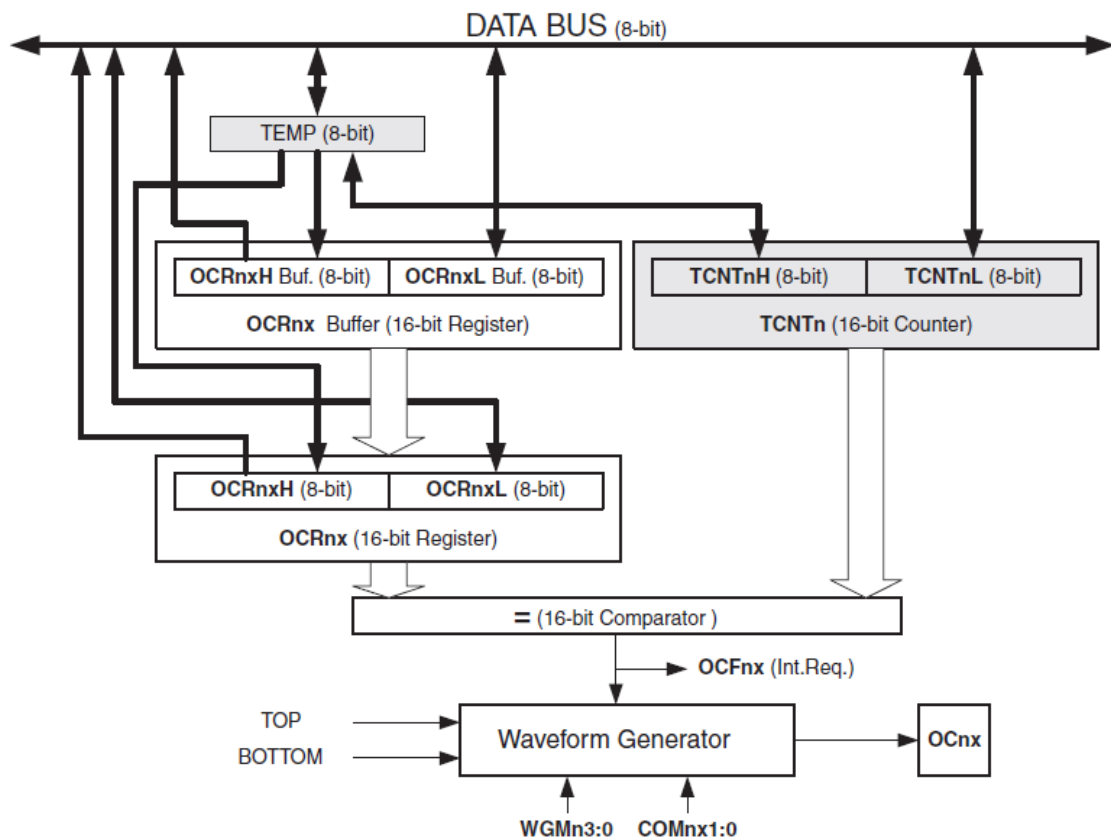 DATA BUS (8-bit)
TEMP (8-bit)
OCRnxH Buf. (8-bit)
OCRnxL Buf. (8-bit)
TCNTnH (8-bit)
TCNTnL (8-bit)
OCRnx Buffer (16-bit Register)
TCNTn (16-bit Counter)
OCRnxH (8-bit)
OCRnxL (8-bit)
OCRnx (16-bit Register)
= (16-bit Comparator )
OCFnx (Int.Req.)
TOP
BOTTOM
Waveform Generator
OCnx
WGMn3:0
COMnx1:0